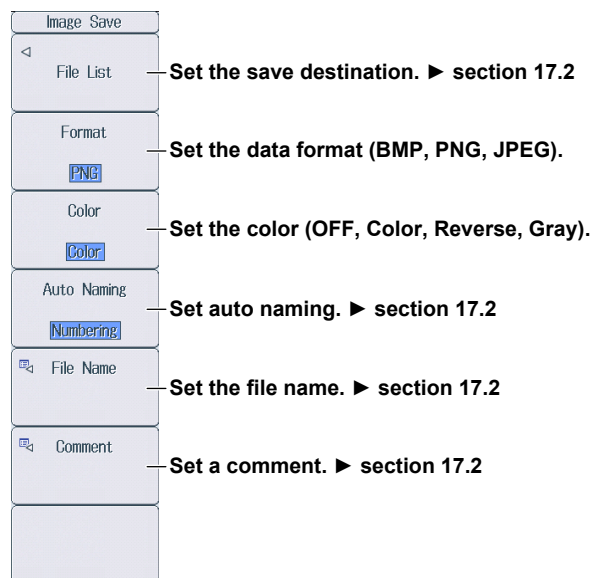 Image Save
File List
Set the save destination. ► section 17.2
Format
PNG
Set the data format (BMP, PNG, JPEG).
Color
Color
Set the color (OFF, Color, Reverse, Gray).
Auto Naming
Numbering
Set auto naming. ► section 17.2
File Name
Set the file name. ► section 17.2
Comment
Set a comment. ► section 17.2